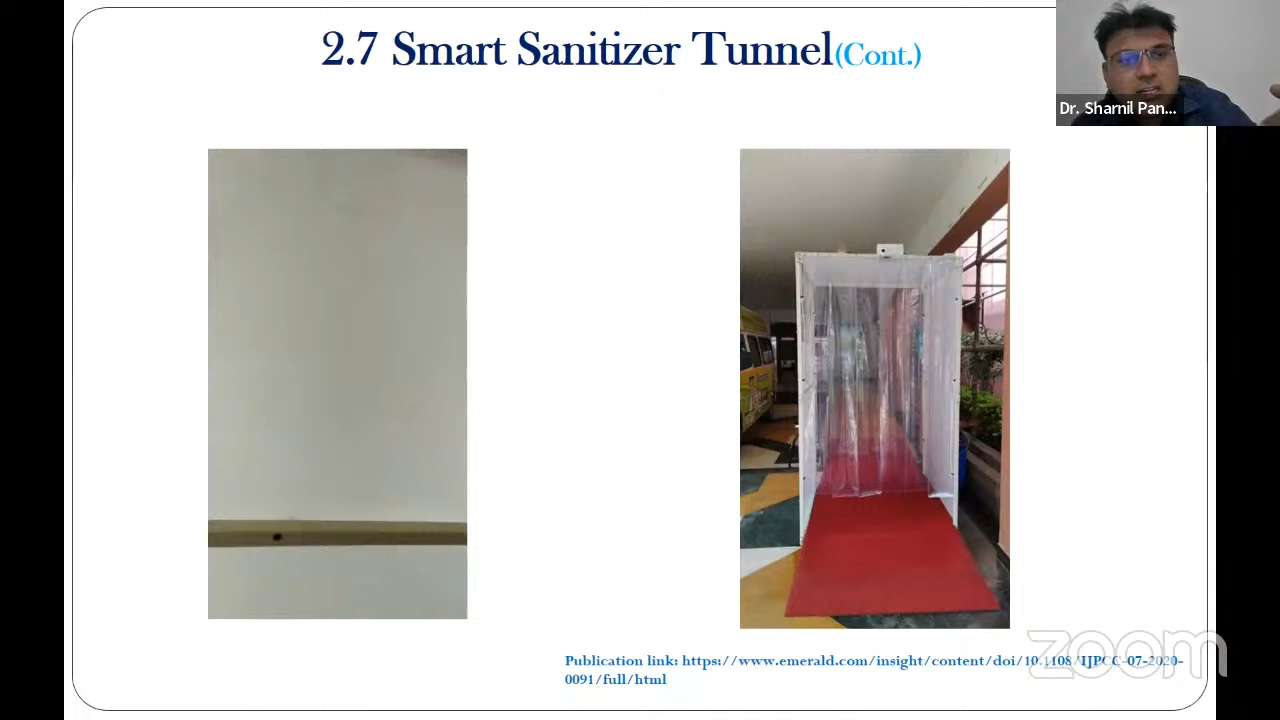 2.7 Smart Sanitizer Tunnel(Cont.)
Dr. Sharnil Pan...
Publication link: https://www.emerald.com/insight/content/doi/10.1108/IJPCC-07-2020-
0091/full/html
zoom